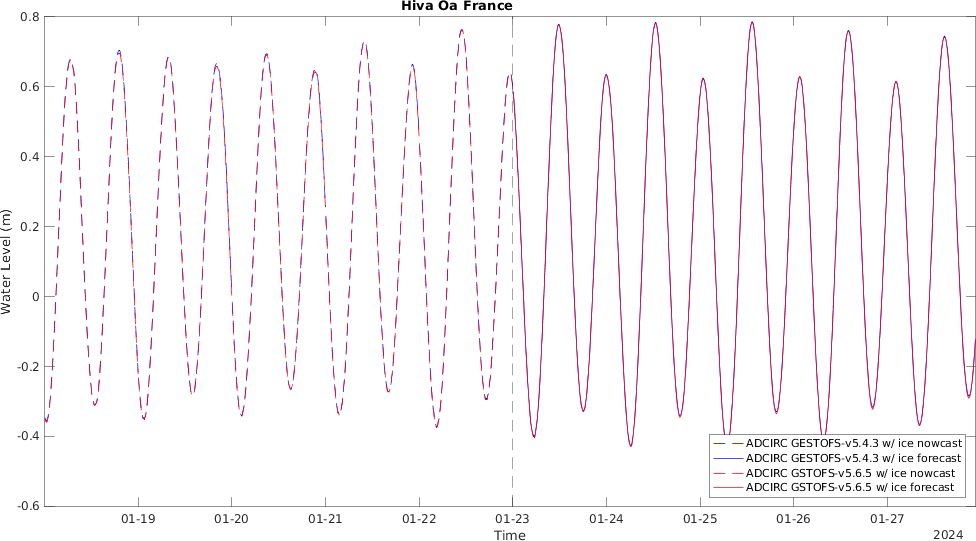 Hiva Oa France
Water Level (m)
0.8
0.6
0.4
0.2
0
-0.2
-0.4
-0.6
01-19
01-20
01-21
01-22
01-23
01-24
01-25
01-26
01-27
Time
2024
ADCIRC GESTOFS-v5.4.3 w/ ice nowcast
ADCIRC GESTOFS-v5.4.3 w/ ice forecast
ADCIRC GSTOFS-v5.6.5 w/ ice nowcast
ADCIRC GSTOFS-v5.6.5 w/ ice forecast